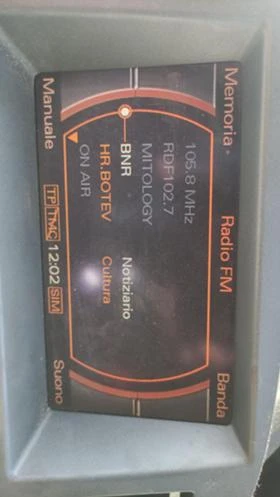 Memoria Radio FM Banda
105.8 MHz
RDF102.7
MITOLOGY
BNR Notiziario
HR.BOTEV Cultura
ON AIR
Manuale TP TMC 12:02 SIM Suono